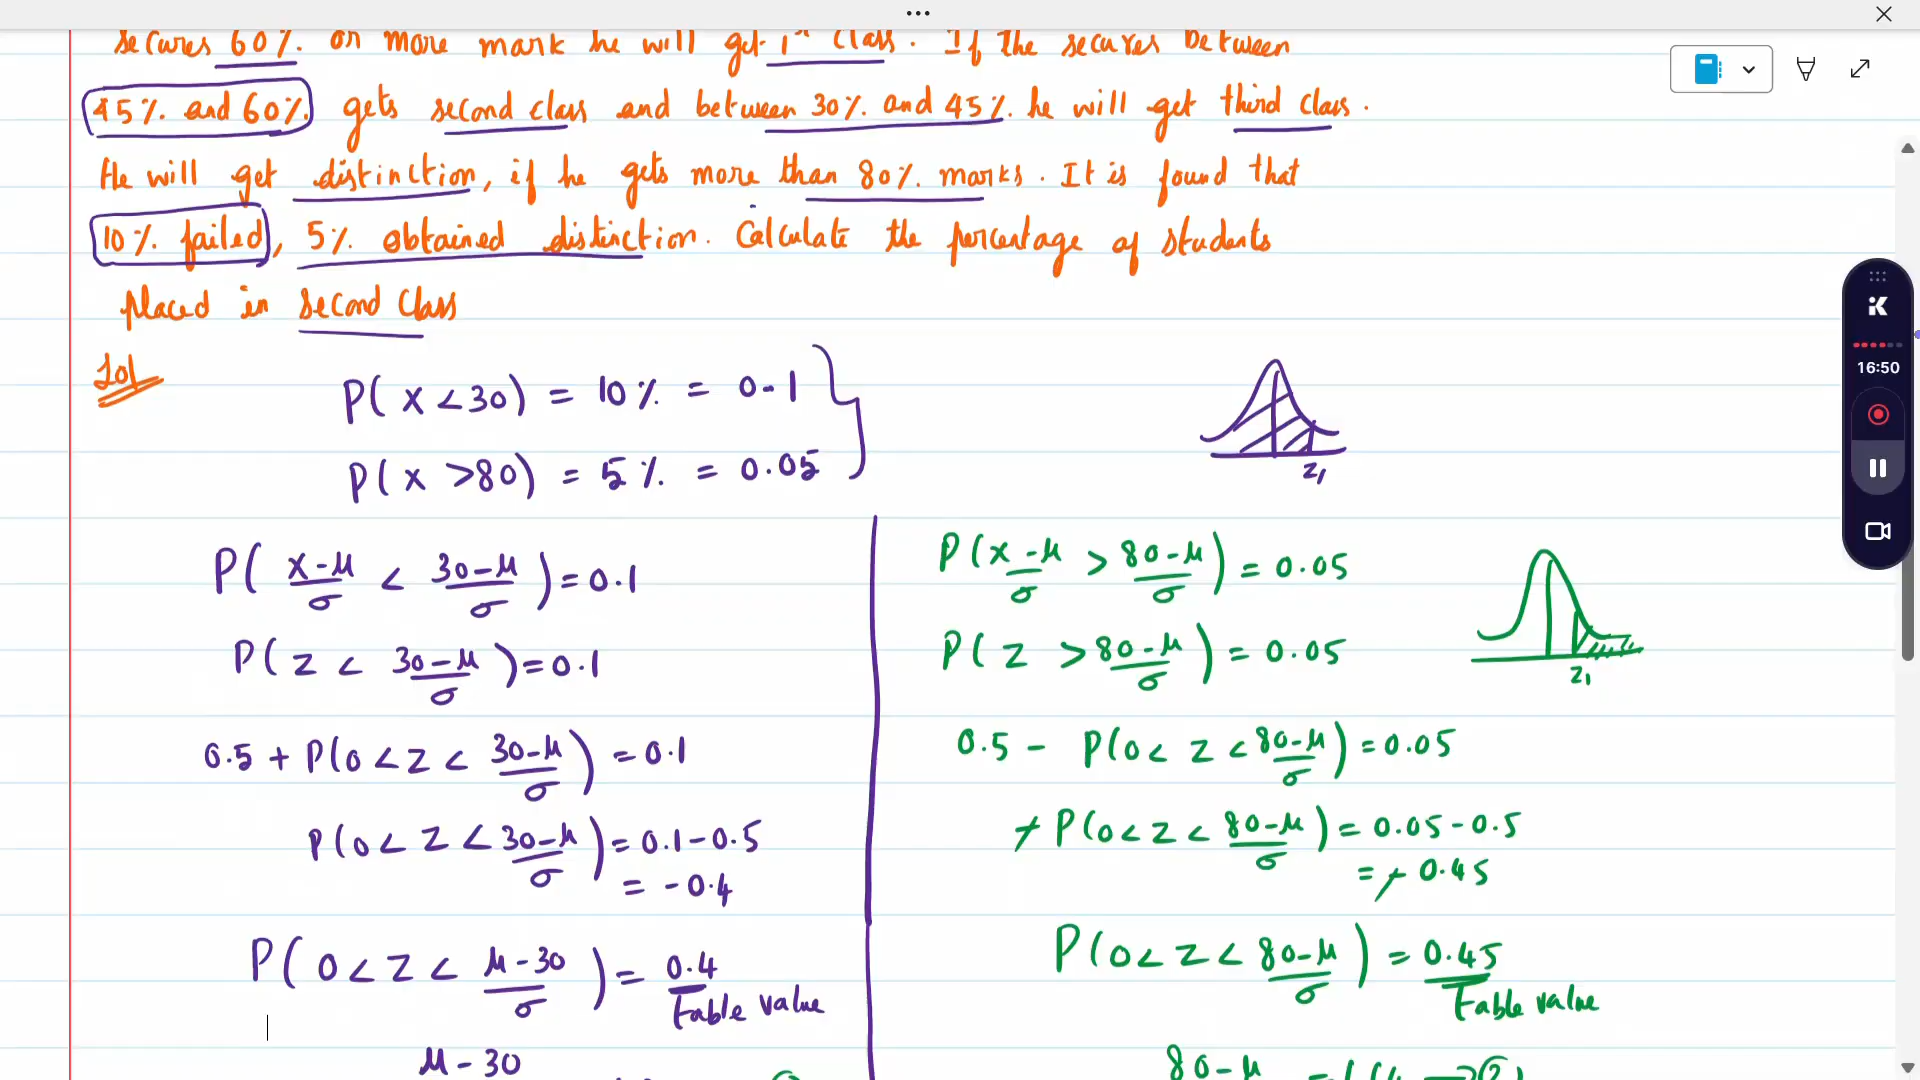 secures 60%. or more mark he will get 1st class. If the secures between
45%. and 60%. gets second class and between 30%. and 45%. he will get third class.
He will get distinction, if he gets more than 80%. marks. It is found that
10%. failed, 5%. obtained distinction. Calculate the percentage of students
placed in second class
Sol
P( x < 30) = 10% = 0.1
P( x > 80) = 5% = 0.05
z₁
P( x-μ/σ < 30-μ/σ ) = 0.1
P( z < 30-μ/σ ) = 0.1
0.5 + P(0 < z < 30-μ/σ ) = 0.1
P(0 < z < 30-μ/σ ) = 0.1 - 0.5
= -0.4
P( 0 < z < μ-30/σ ) = 0.4
table value
μ - 30
P( x-μ/σ > 80-μ/σ ) = 0.05
P( z > 80-μ/σ ) = 0.05
z₁
0.5 - P(0 < z < 80-μ/σ ) = 0.05
- P(0 < z < 80-μ/σ ) = 0.05 - 0.5
= - 0.45
P(0 < z < 80-μ/σ ) = 0.45
table value
80 - μ
16:50